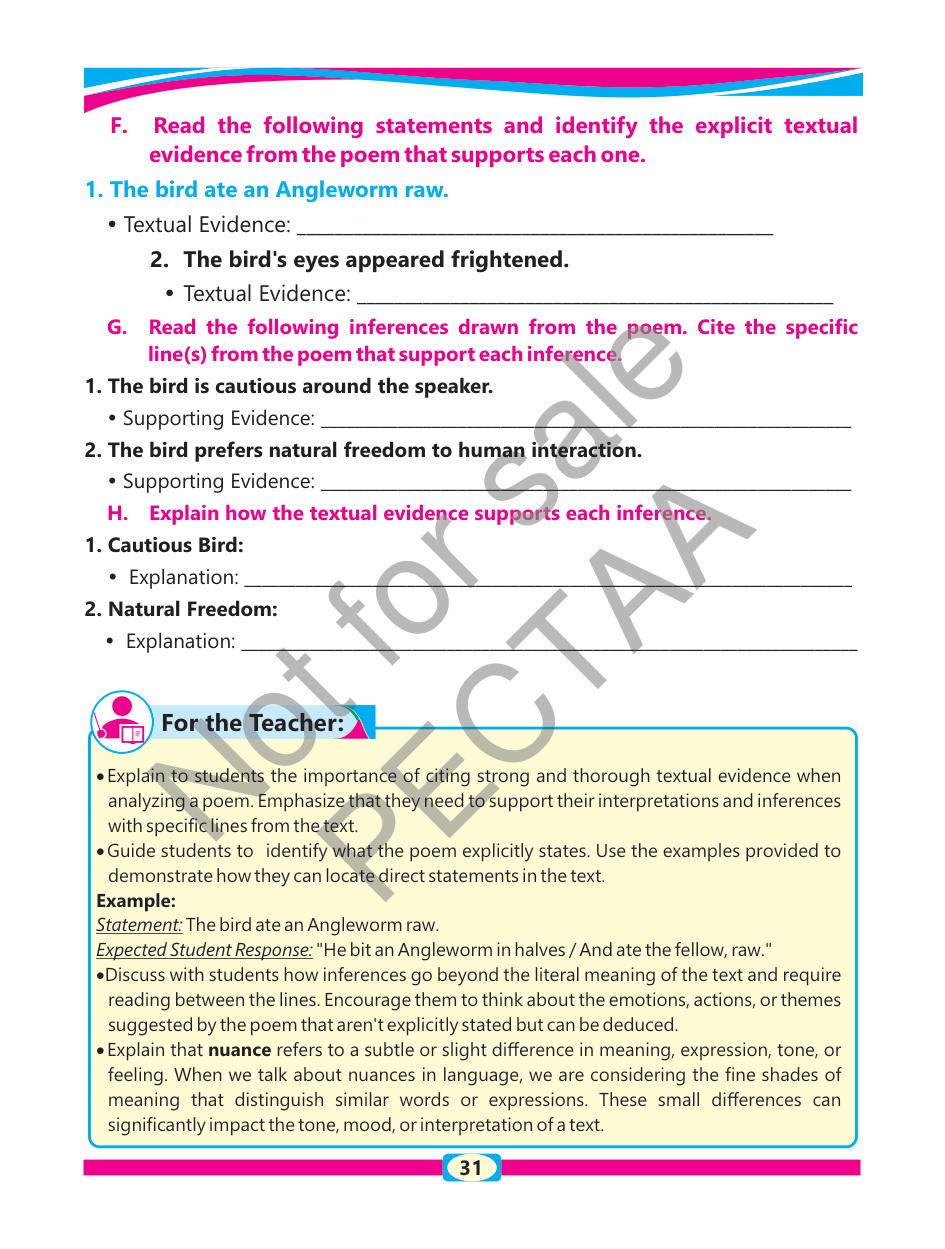 F. Read the following statements and identify the explicit textual
evidence from the poem that supports each one.
1. The bird ate an Angleworm raw.
• Textual Evidence: ______________________________________________
2. The bird's eyes appeared frightened.
• Textual Evidence: ______________________________________________
G. Read the following inferences drawn from the poem. Cite the specific
line(s) from the poem that support each inference.
1. The bird is cautious around the speaker.
• Supporting Evidence: ______________________________________________________
2. The bird prefers natural freedom to human interaction.
• Supporting Evidence: ______________________________________________________
H. Explain how the textual evidence supports each inference.
1. Cautious Bird:
• Explanation: ______________________________________________________________
2. Natural Freedom:
• Explanation: ______________________________________________________________
For the Teacher:
•Explain to students the importance of citing strong and thorough textual evidence when
analyzing a poem. Emphasize that they need to support their interpretations and inferences
with specific lines from the text.
•Guide students to identify what the poem explicitly states. Use the examples provided to
demonstrate how they can locate direct statements in the text.
Example:
Statement: The bird ate an Angleworm raw.
Expected Student Response: "He bit an Angleworm in halves / And ate the fellow, raw."
•Discuss with students how inferences go beyond the literal meaning of the text and require
reading between the lines. Encourage them to think about the emotions, actions, or themes
suggested by the poem that aren't explicitly stated but can be deduced.
•Explain that nuance refers to a subtle or slight difference in meaning, expression, tone, or
feeling. When we talk about nuances in language, we are considering the fine shades of
meaning that distinguish similar words or expressions. These small differences can
significantly impact the tone, mood, or interpretation of a text.
31
Not for sale
PECTAA